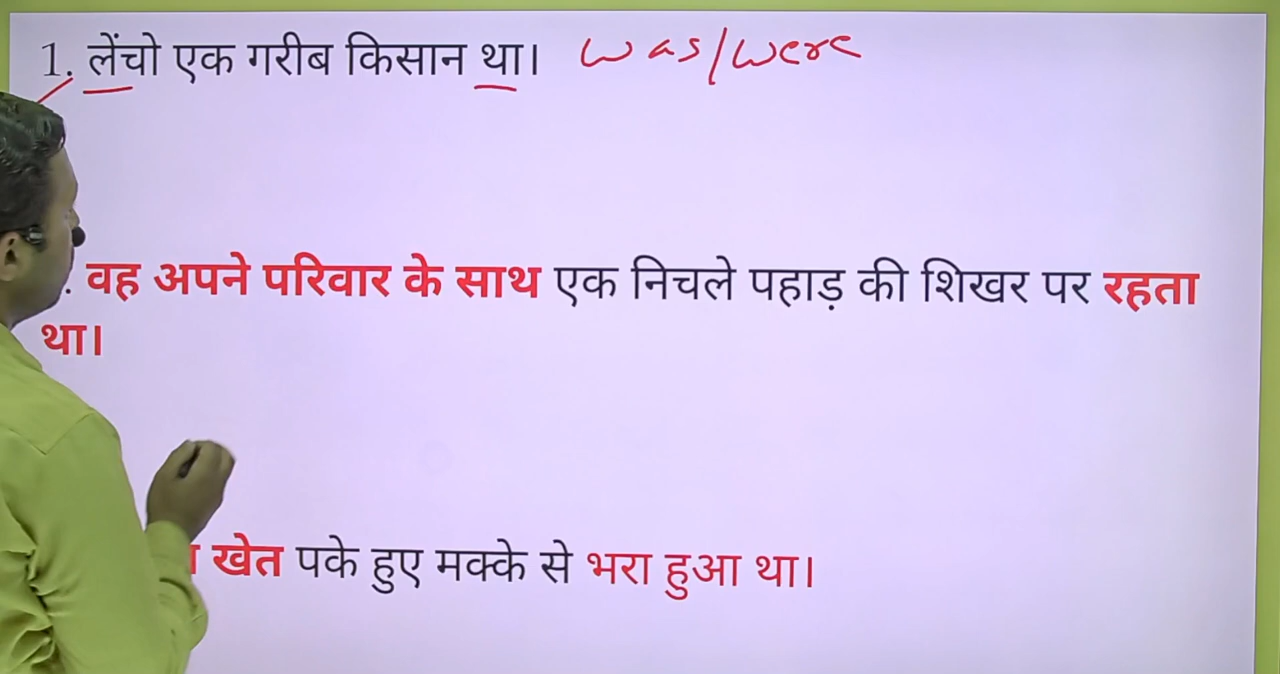 1. लेंचो एक गरीब किसान था। was/were
. वह अपने परिवार के साथ एक निचले पहाड़ की शिखर पर रहता
था।
खेत पके हुए मक्के से भरा हुआ था।